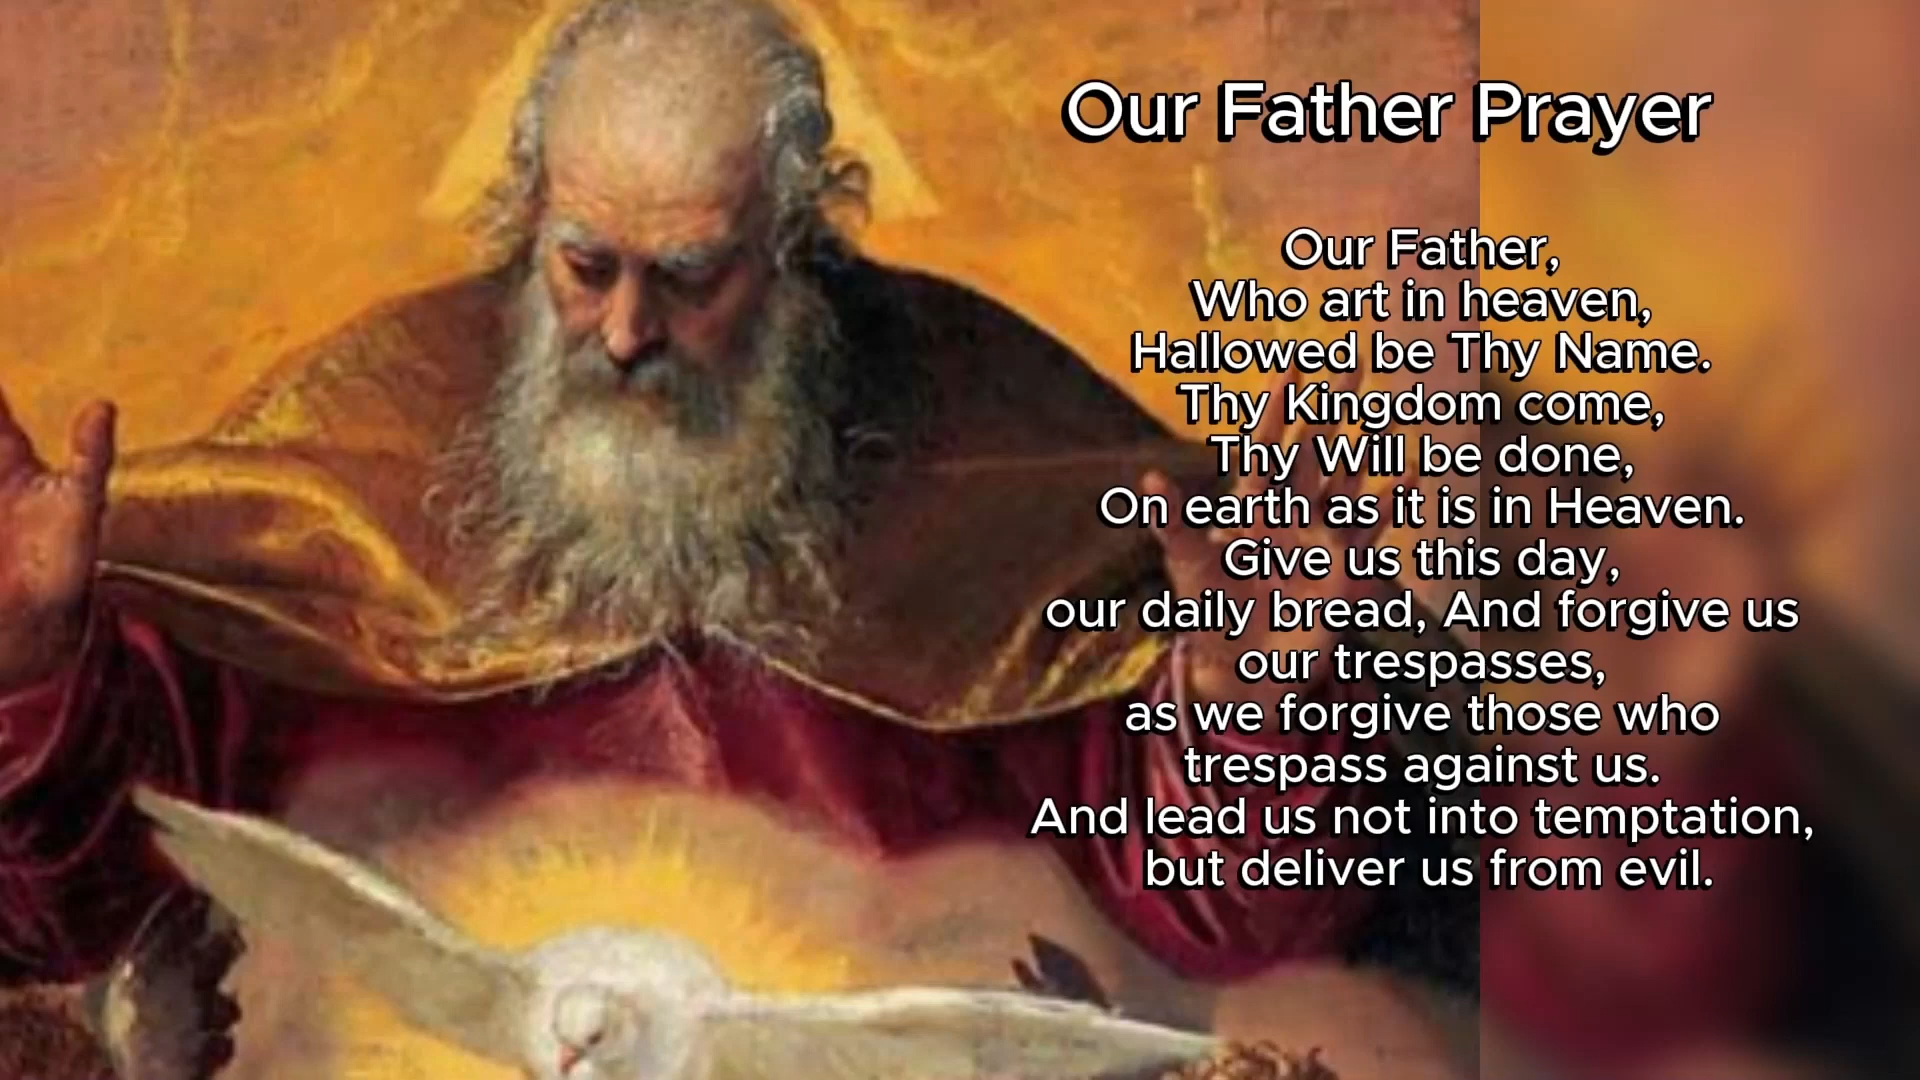 Our Father Prayer
Our Father,
Who art in heaven,
Hallowed be Thy Name.
Thy Kingdom come,
Thy Will be done,
On earth as it is in Heaven.
Give us this day,
our daily bread, And forgive us
our trespasses,
as we forgive those who
trespass against us.
And lead us not into temptation,
but deliver us from evil.